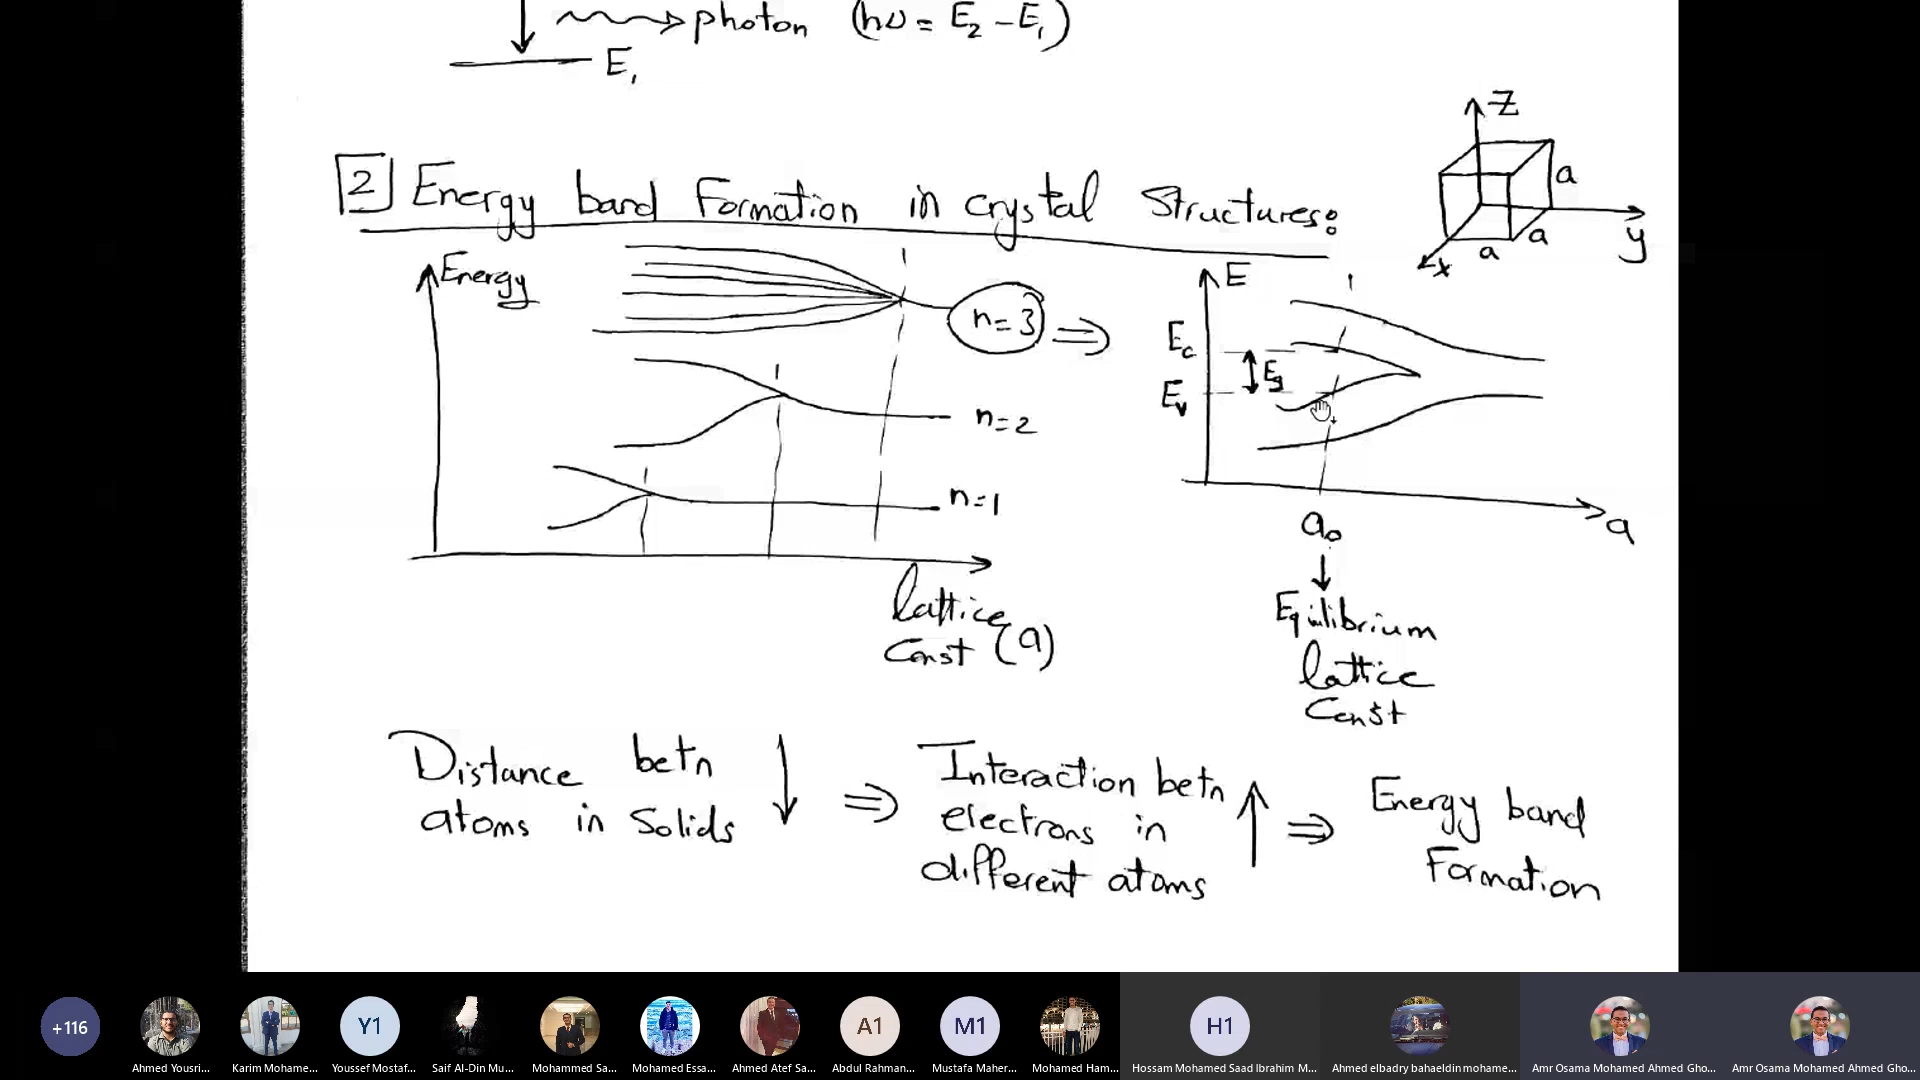 photon (hυ = E₂ - E₁)
E₁
2 Energy band Formation in crystal Structures:
Z
a
a
a
y
x
Energy
n=3
⇒
n=2
n=1
lattice
Const (a)
E
Ec
Eg
Ev
a
a₀
↓
Equilibrium
lattice
Const
Distance betn ↓ ⇒ Interaction betn ↑ ⇒ Energy band
atoms in Solids electrons in Formation
different atoms
+116
Ahmed Yousri...
Karim Mohame...
Y1
Youssef Mostaf...
Saif Al-Din Mu...
Mohammed Sa...
Mohamed Essa...
Ahmed Atef Sa...
A1
Abdul Rahman...
M1
Mustafa Maher...
Mohamed Ham...
H1
Hossam Mohamed Saad Ibrahim M...
Ahmed elbadry bahaeldin mohame...
Amr Osama Mohamed Ahmed Gho...
Amr Osama Mohamed Ahmed Gho...